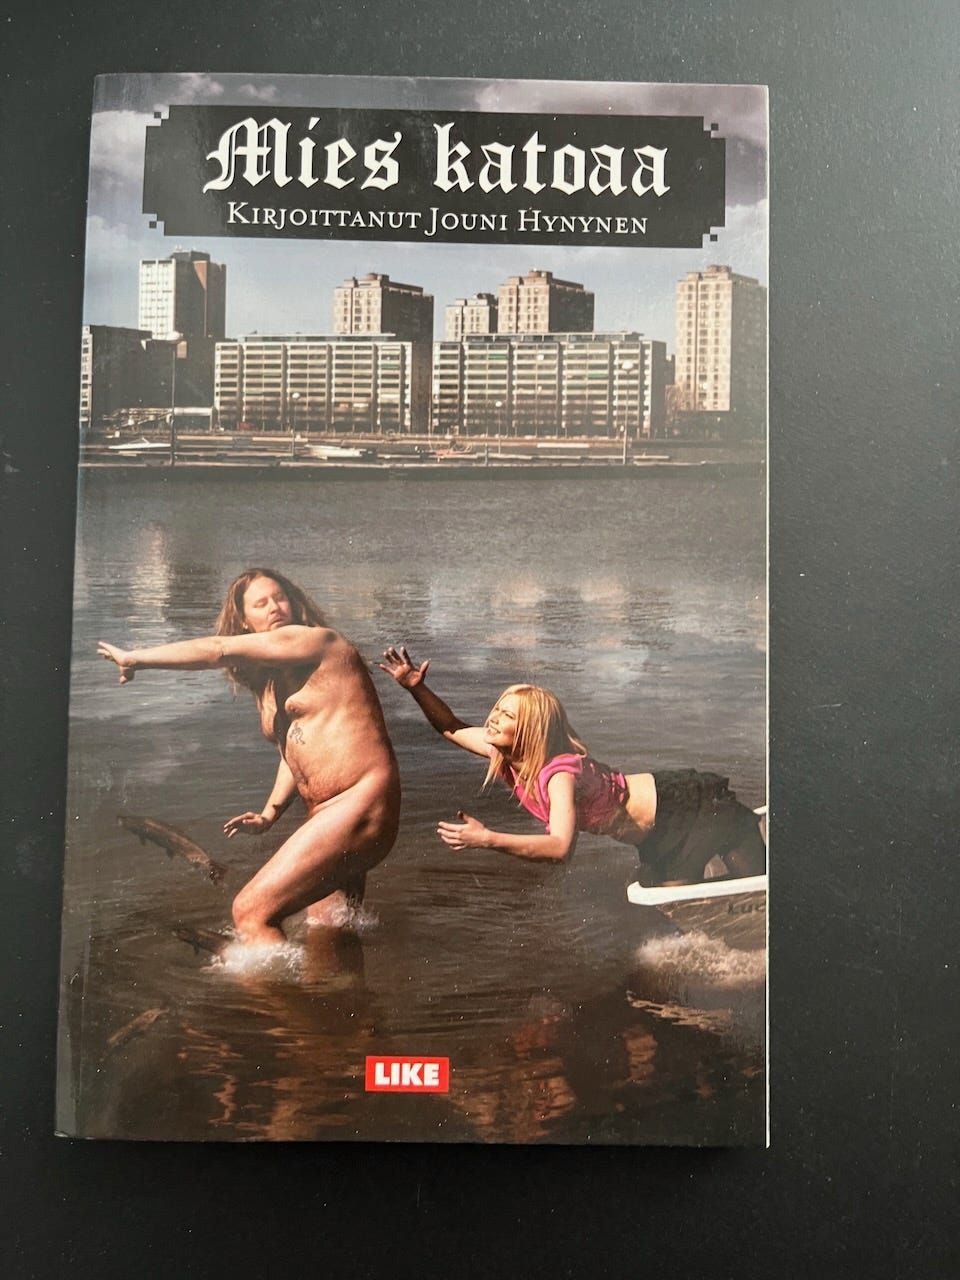 Mies katoaa
Kirjoittanut Jouni Hynynen
LIKE